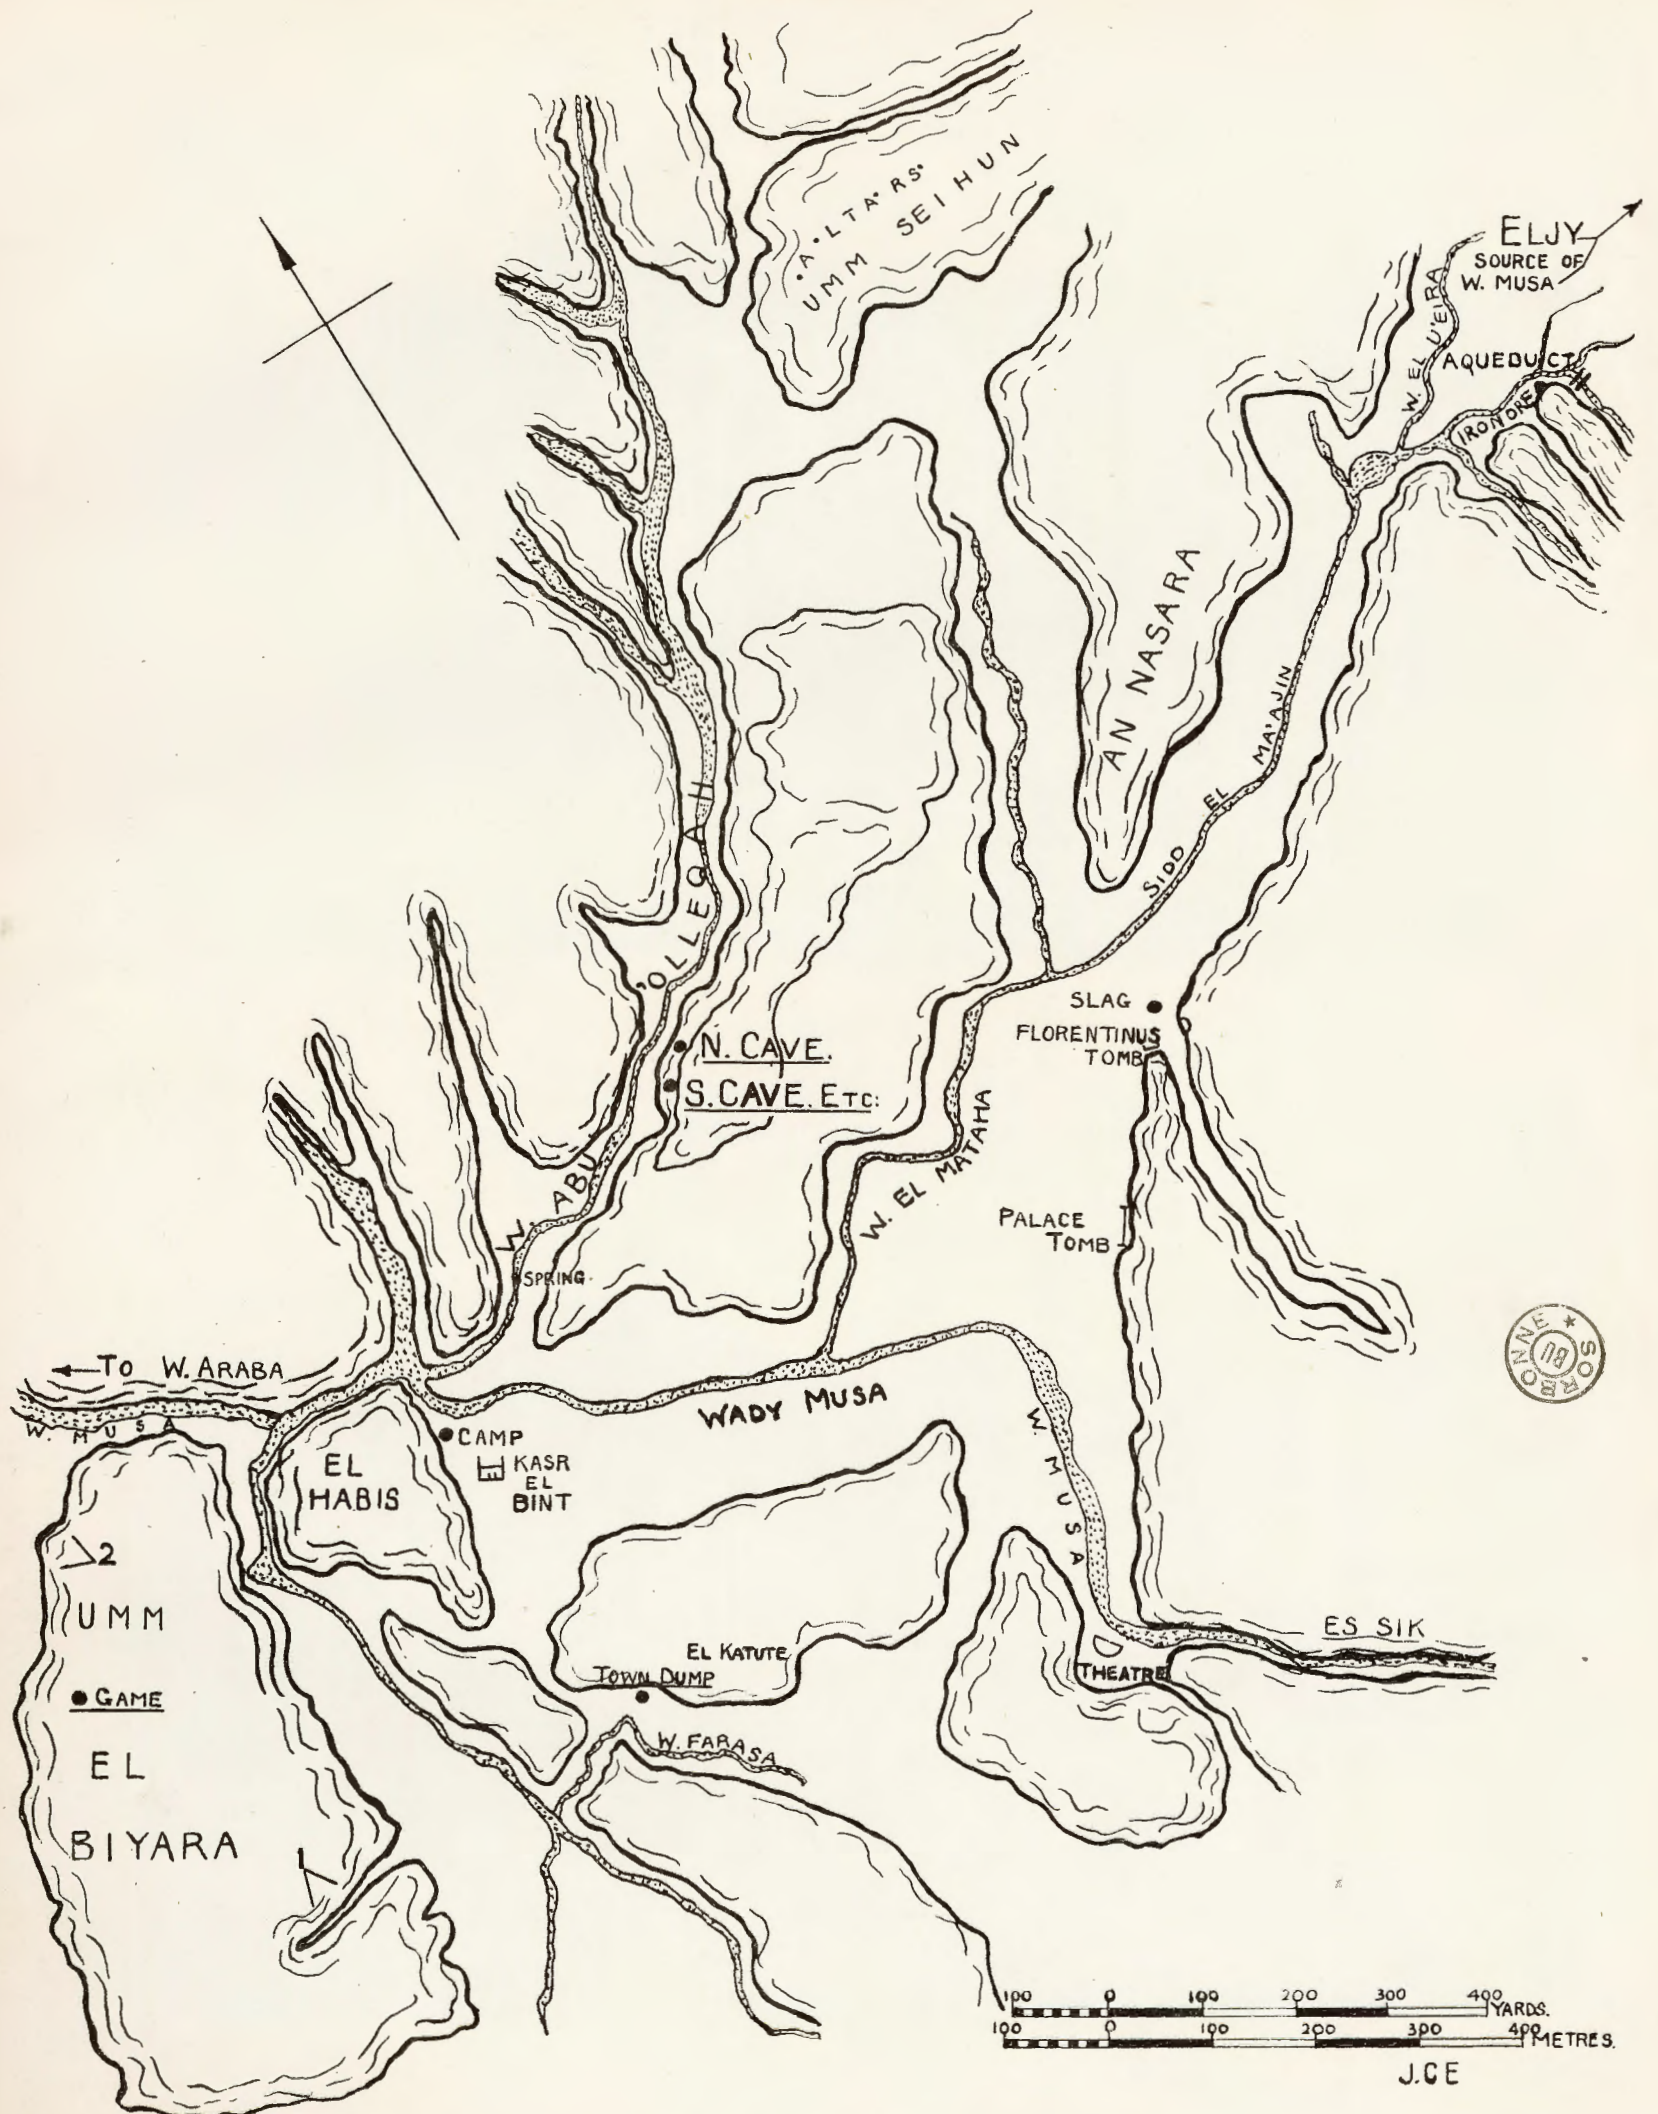 ALTARS
UMM SEIHUN
ELJY
SOURCE OF
W. MUSA
W. EL U'EIRA
AQUEDUCT
IRON ORE
AN NASARA
SIDD EL MA'AJIN
W. ABU 'OLLEQAH
SLAG
FLORENTINUS
TOMB
N. CAVE.
S. CAVE. ETC:
W. EL MATAHA
PALACE
TOMB
SPRING.
SORBONNE
BU
TO W. ARABA
W. MUSA
WADY MUSA
W. MUSA
CAMP
KASR
EL
BINT
EL
HABIS
2
UMM
GAME
EL
BIYARA
1
EL KATUTE
TOWN DUMP
W. FARASA
THEATRE
ES SIK
100 0 100 200 300 400 YARDS.
100 0 100 200 300 400 METRES.
J.C E